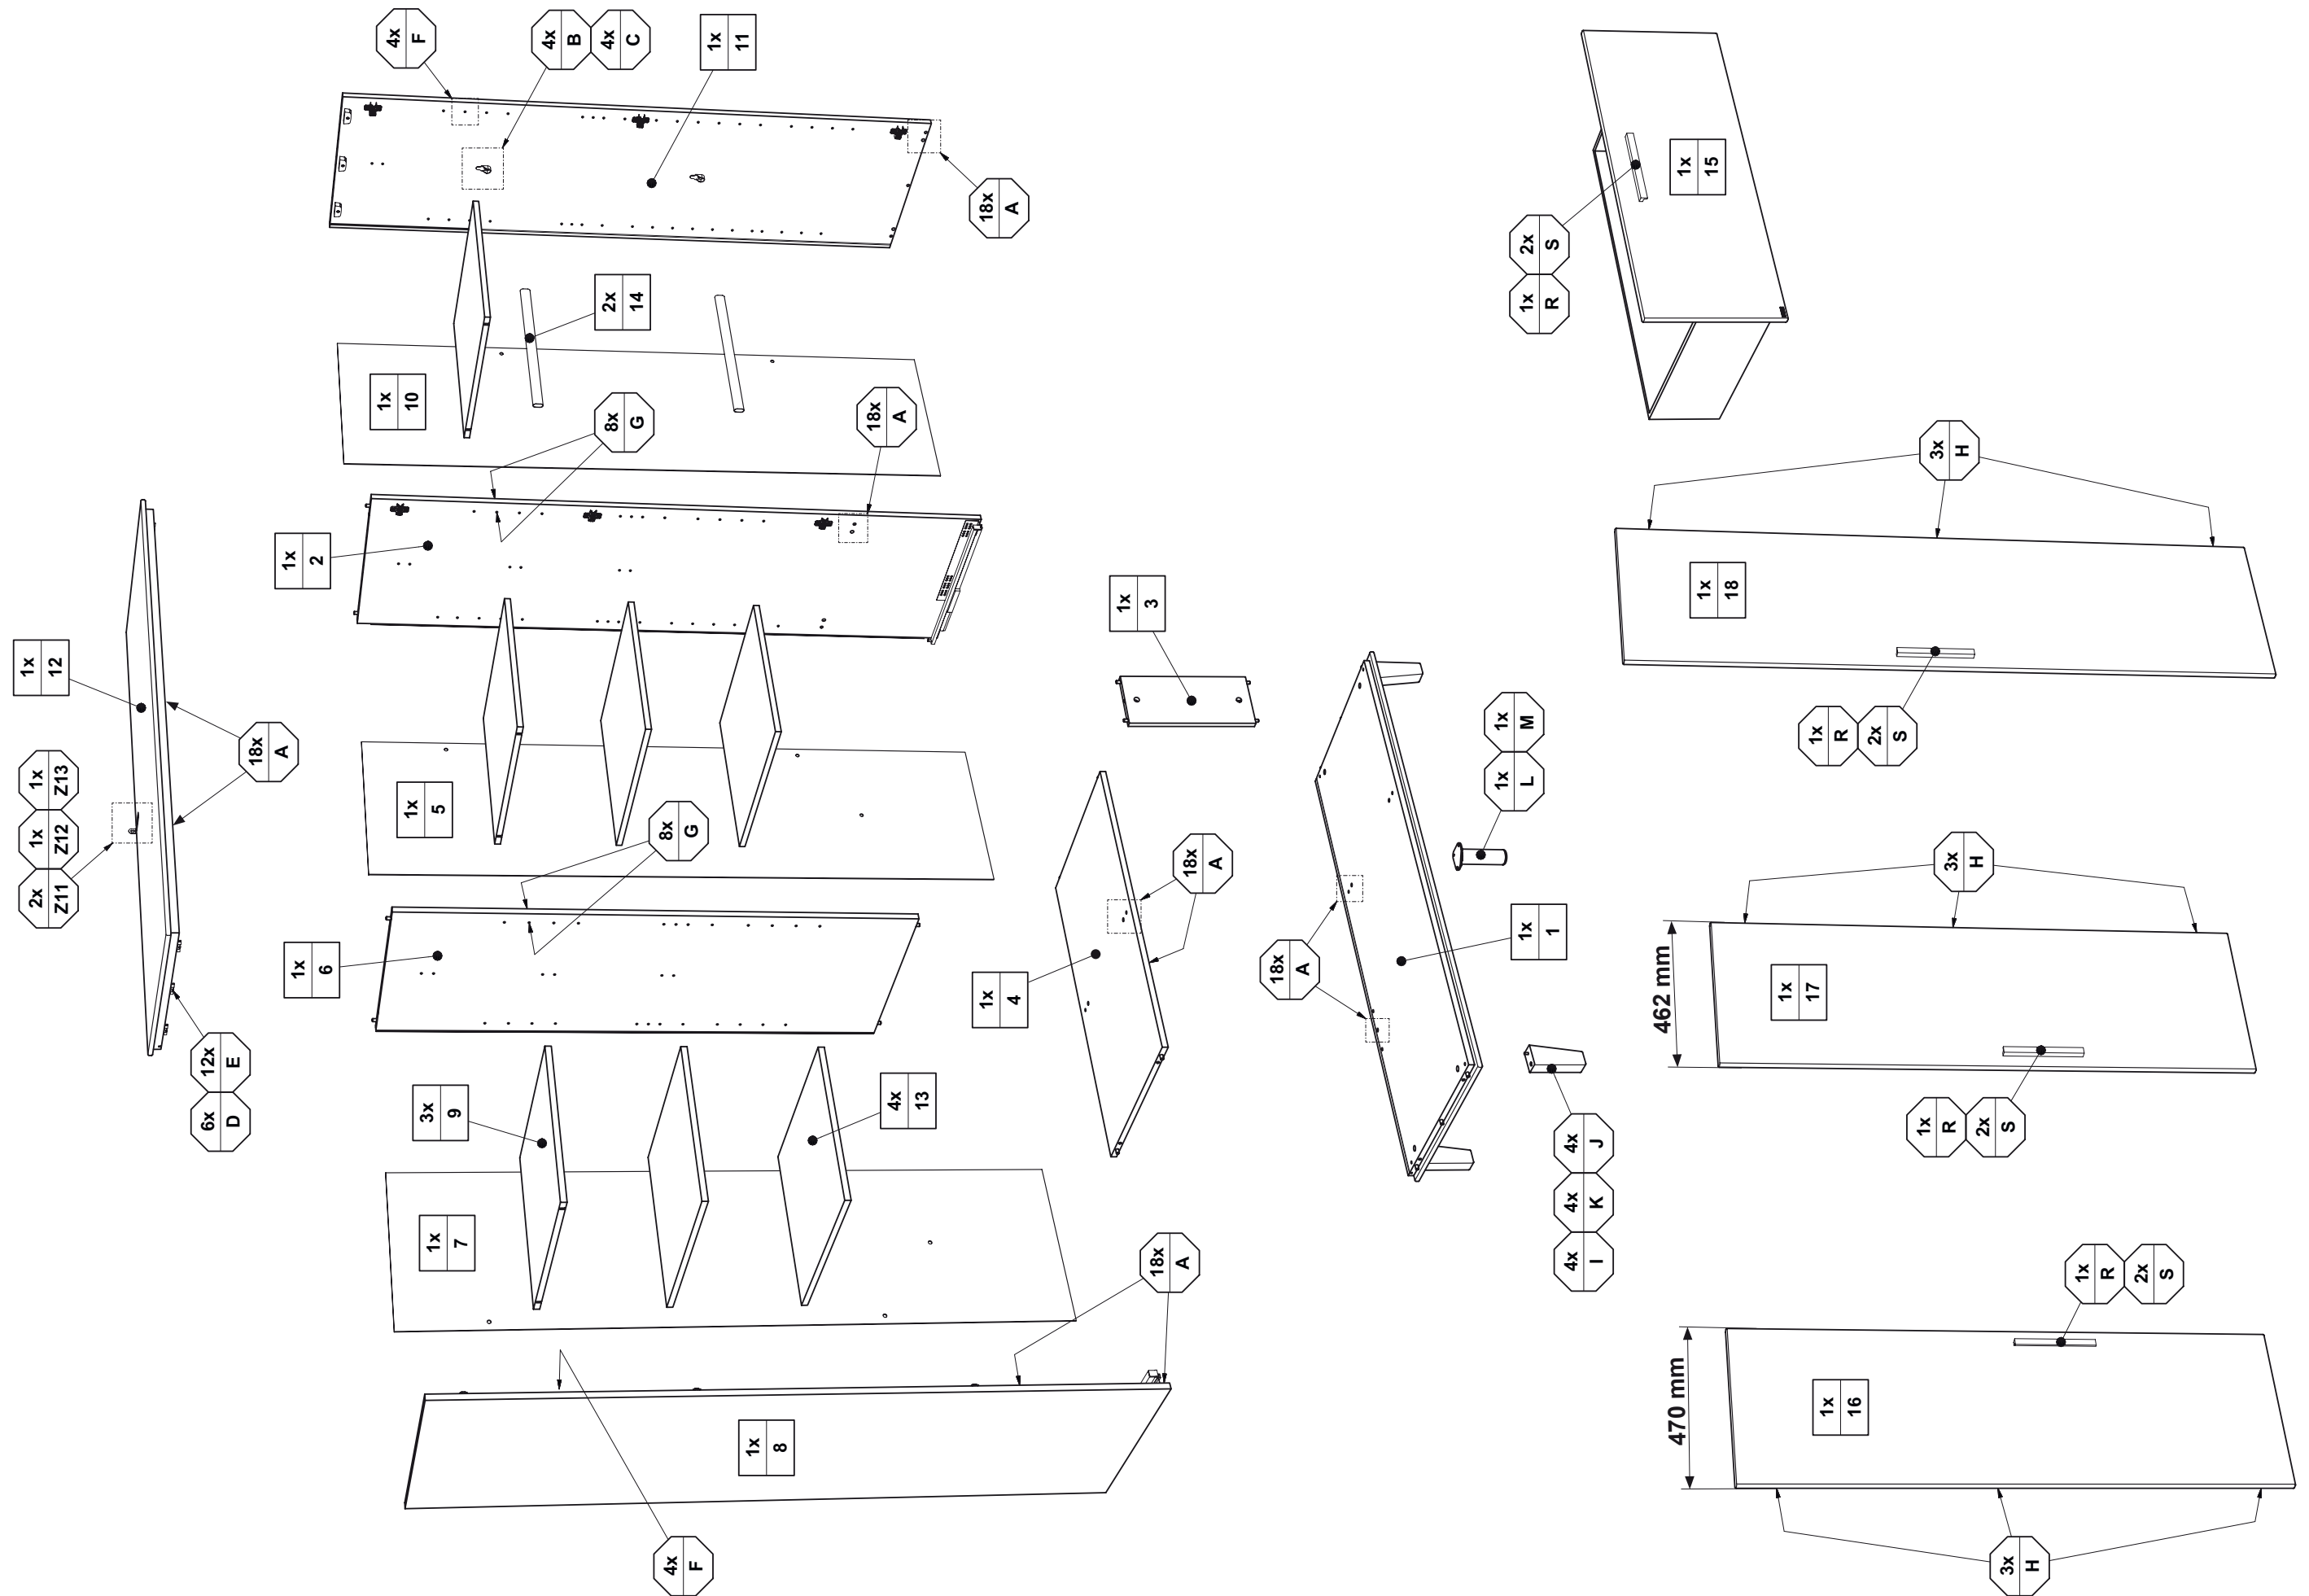 4x
F
4x
B
4x
C
1x
11
18x
A
1x
15
2x
S
1x
R
2x
14
1x
10
8x
G
18x
A
3x
H
1x
2
1x
3
1x
18
1x
12
18x
A
1x
Z13
1x
Z12
2x
Z11
1x
5
8x
G
1x
M
1x
L
1x
R
2x
S
18x
A
3x
H
1x
6
1x
4
18x
A
1x
1
462 mm
1x
17
12x
E
6x
D
3x
9
4x
13
4x
J
4x
K
4x
I
1x
R
2x
S
1x
7
18x
A
1x
R
2x
S
470 mm
1x
16
1x
8
4x
F
3x
H